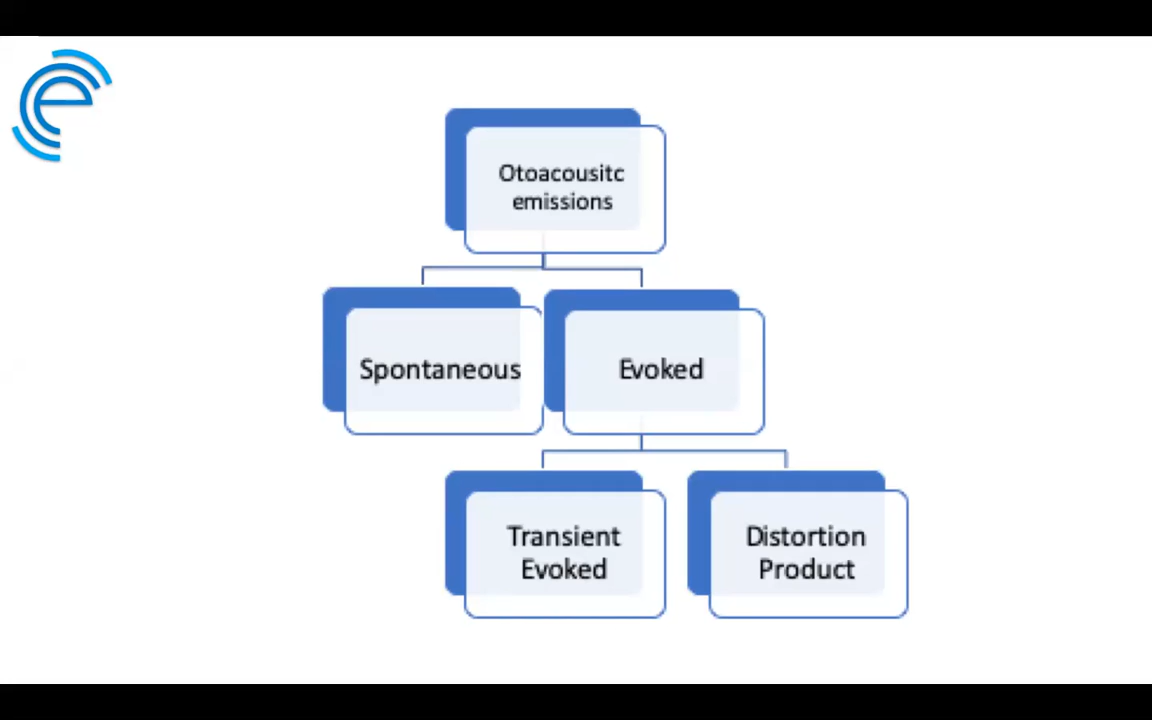 Otoacousitc
emissions
Spontaneous
Evoked
Transient
Evoked
Distortion
Product